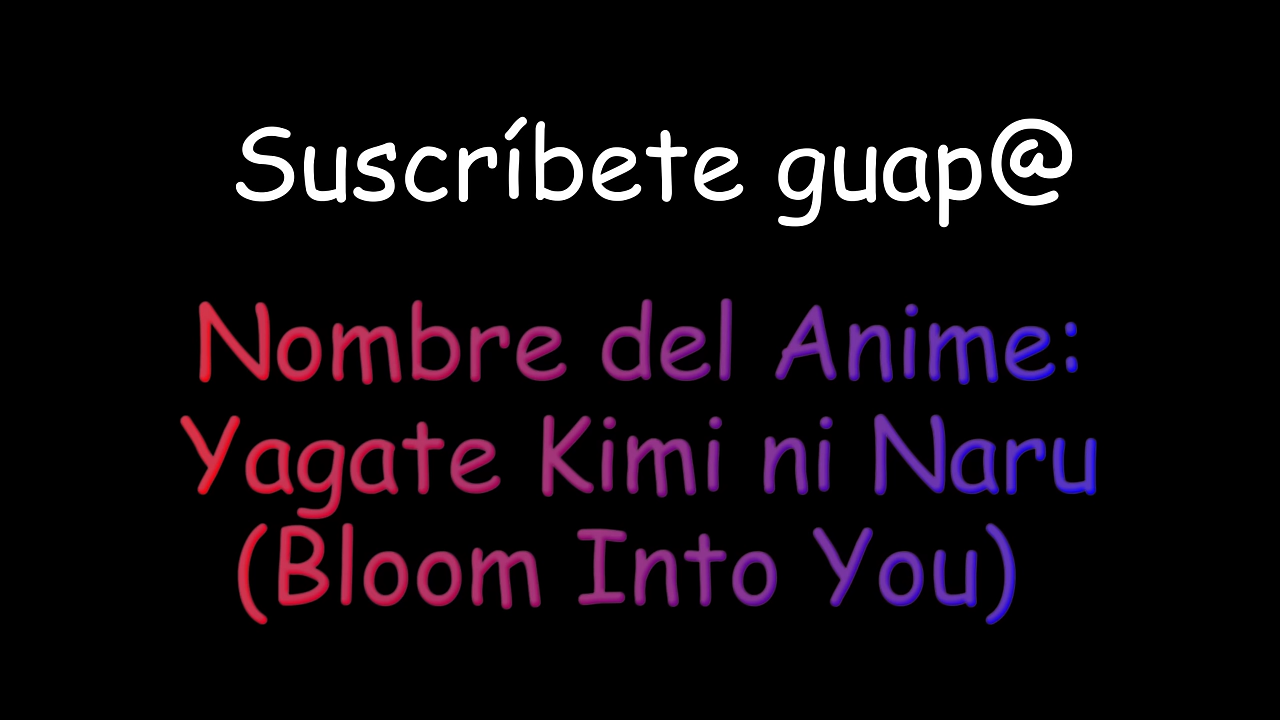 Suscríbete guap@
Nombre del Anime:
Yagate Kimi ni Naru
(Bloom Into You)